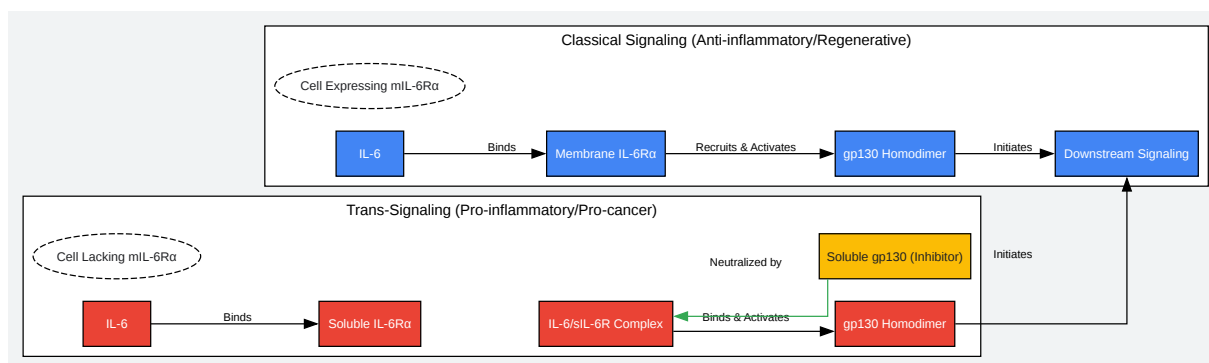 Classical Signaling (Anti-inflammatory/Regenerative)
Cell Expressing mIL-6Rα
IL-6
Binds
Membrane IL-6Rα
Recruits & Activates
gp130 Homodimer
Initiates
Downstream Signaling
Trans-Signaling (Pro-inflammatory/Pro-cancer)
Cell Lacking mIL-6Rα
Neutralized by
Soluble gp130 (Inhibitor)
Initiates
IL-6
Binds
Soluble IL-6Rα
IL-6/sIL-6R Complex
Binds & Activates
gp130 Homodimer